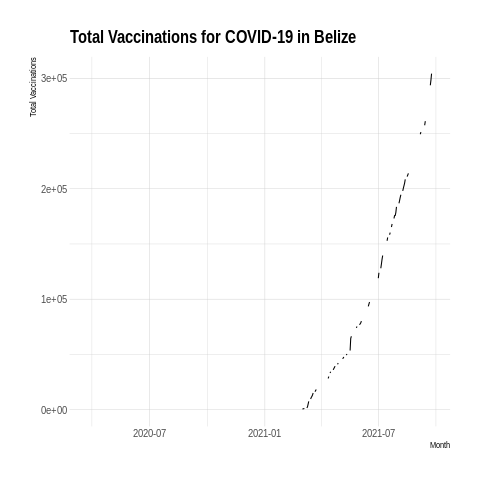 Total Vaccinations for COVID-19 in Belize
Total Vaccinations
3e+05
2e+05
1e+05
0e+00
2020-07 2021-01 2021-07
Month